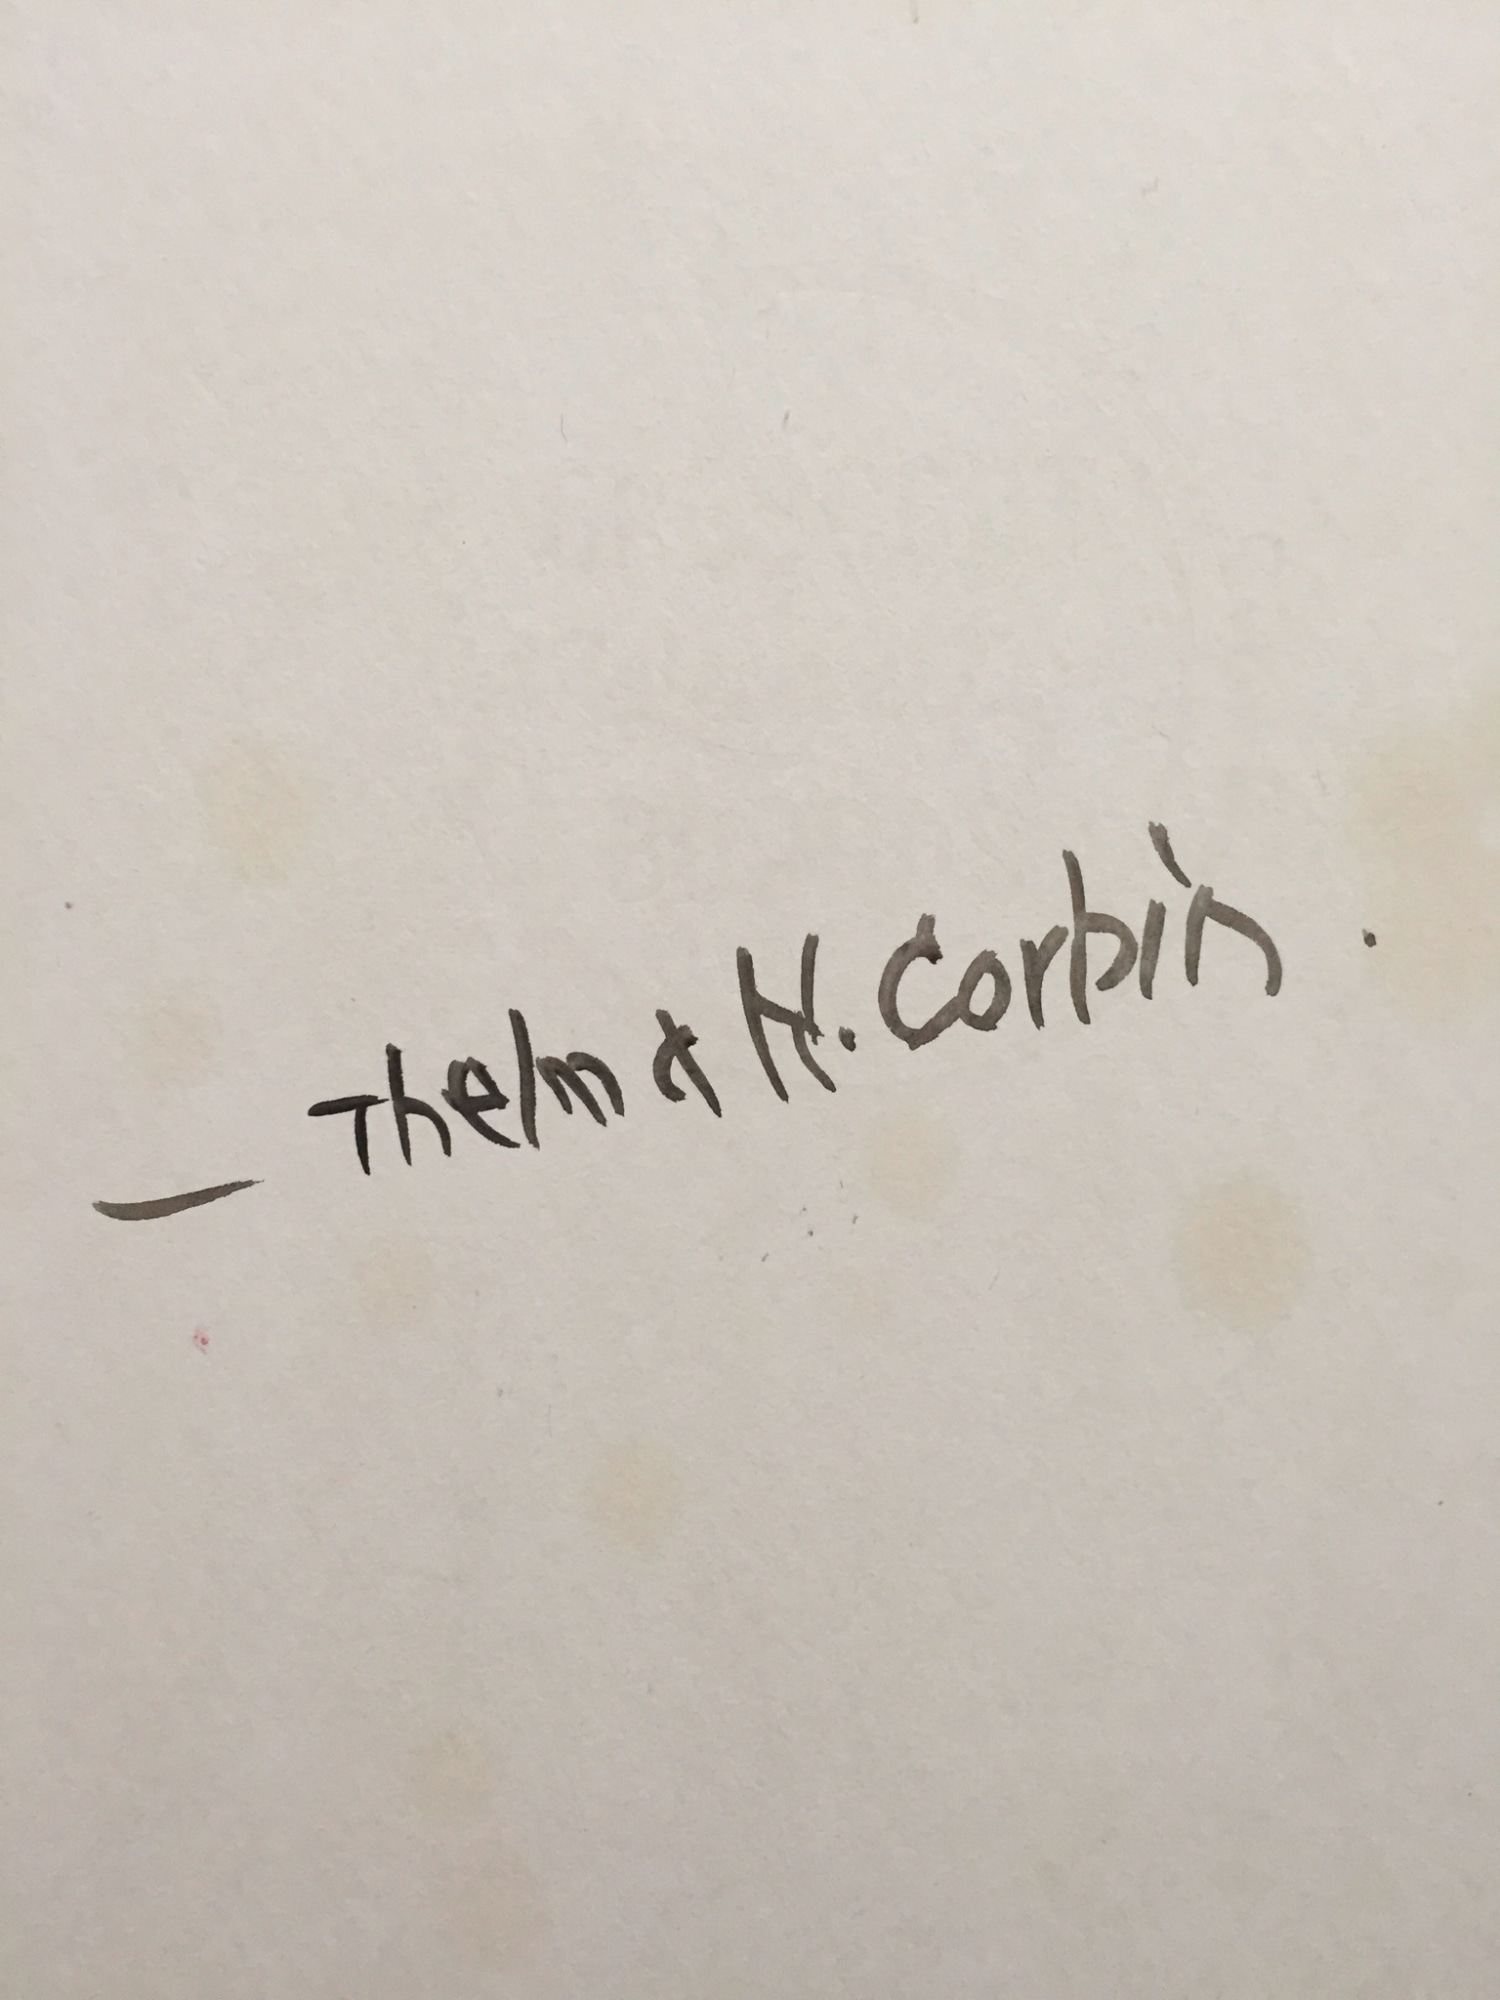 — Thelma H. Corbin.